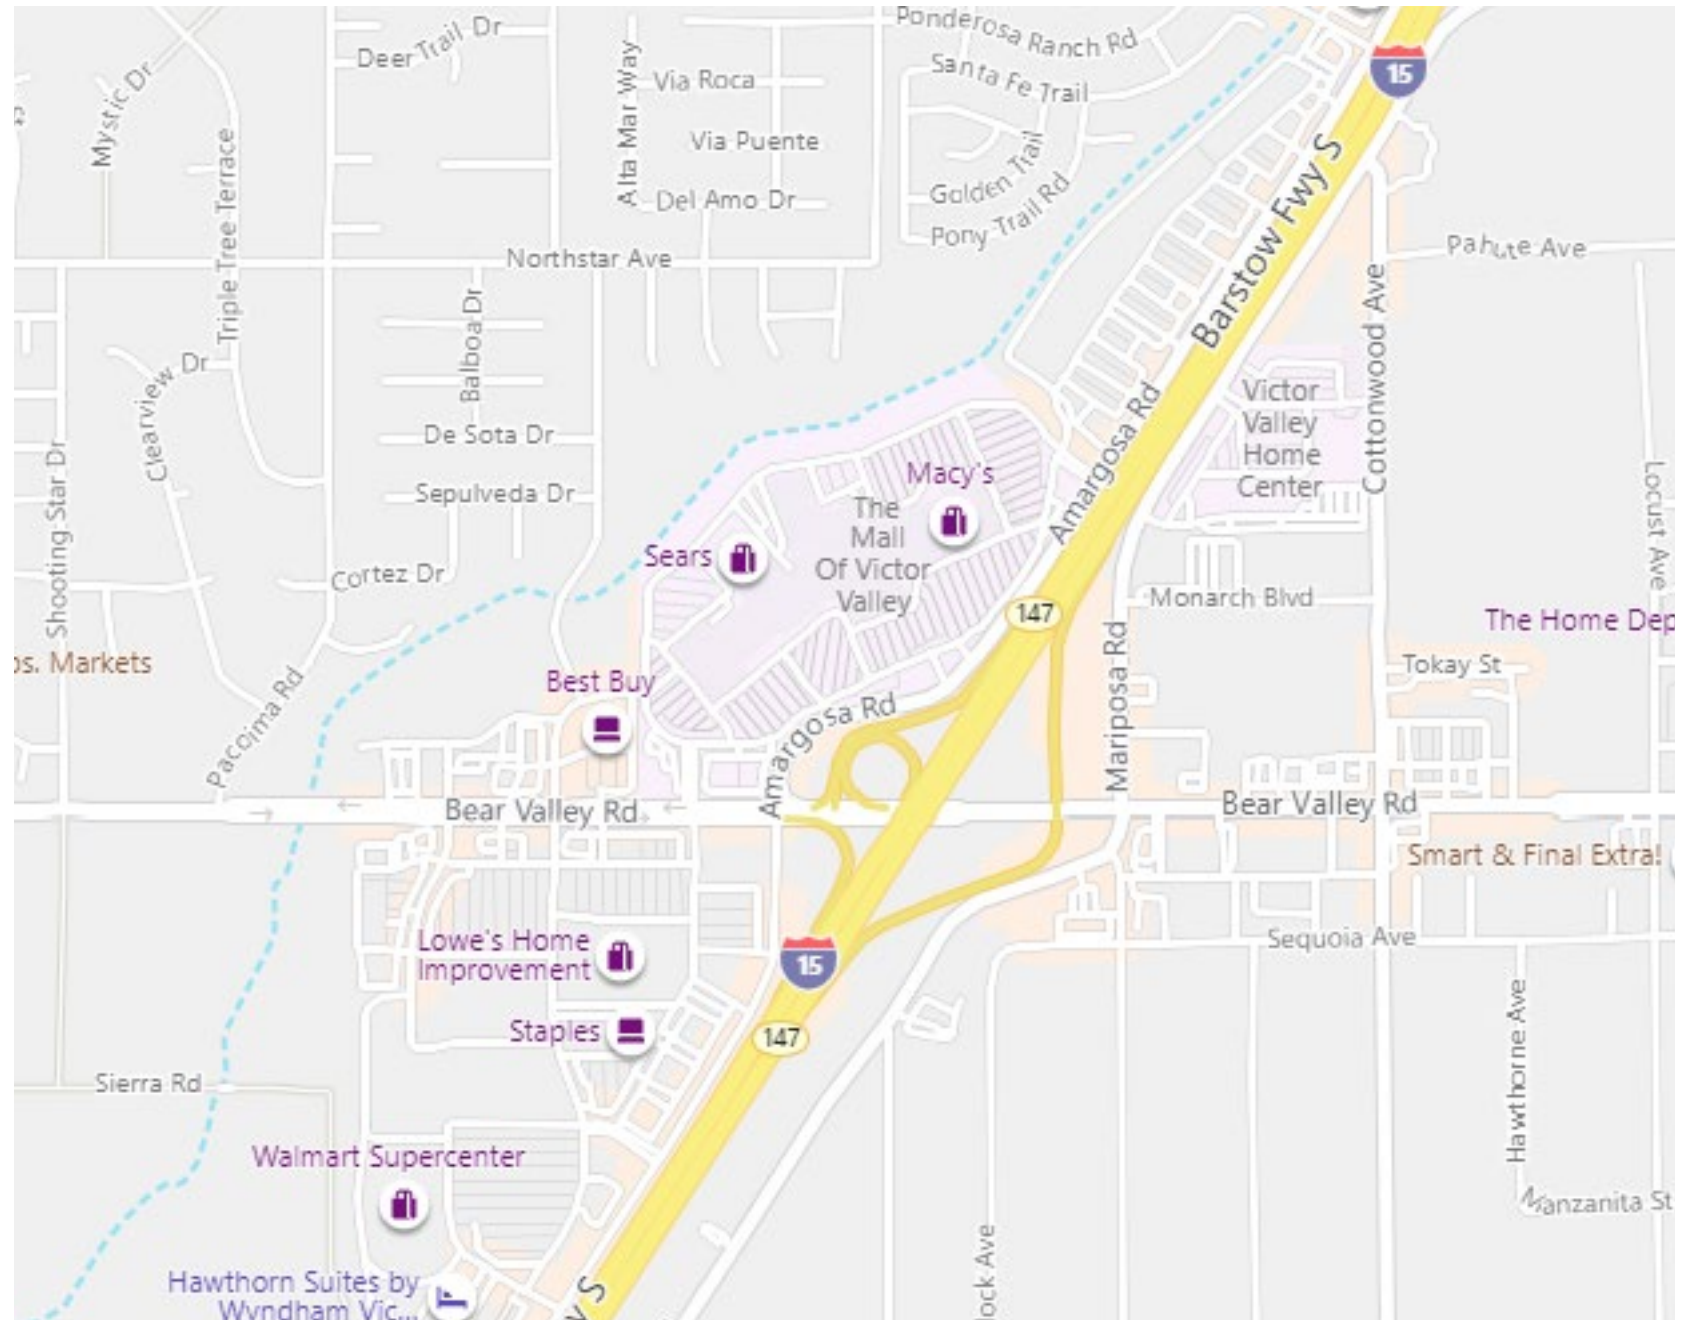 Ponderosa Ranch Rd
Deer Trail Dr
Santa Fe Trail
15
Via Roca
Mystic Dr
Alta Mar Way
Via Puente
Golden Trail
Triple Tree Terrace
Del Amo Dr
Pony Trail Rd
Barstow Fwy S
Northstar Ave
Pahute Ave
Balboa Dr
Cottonwood Ave
Clearview Dr
Victor
Valley
Home
Center
Amargosa Rd
De Sota Dr
Macy's
Sepulveda Dr
The
Mall
Of Victor
Valley
Shooting Star Dr
Locust Ave
Sears
Cortez Dr
Monarch Blvd
147
The Home Dep
os. Markets
Tokay St
Best Buy
Mariposa Rd
Amargosa Rd
Pacoima Rd
Bear Valley Rd
Bear Valley Rd
Smart & Final Extra!
Lowe's Home
Improvement
Sequoia Ave
15
Staples
147
Hawthorne Ave
Sierra Rd
Walmart Supercenter
Manzanita St
lock Ave
Hawthorn Suites by
Wyndham Vic...
S